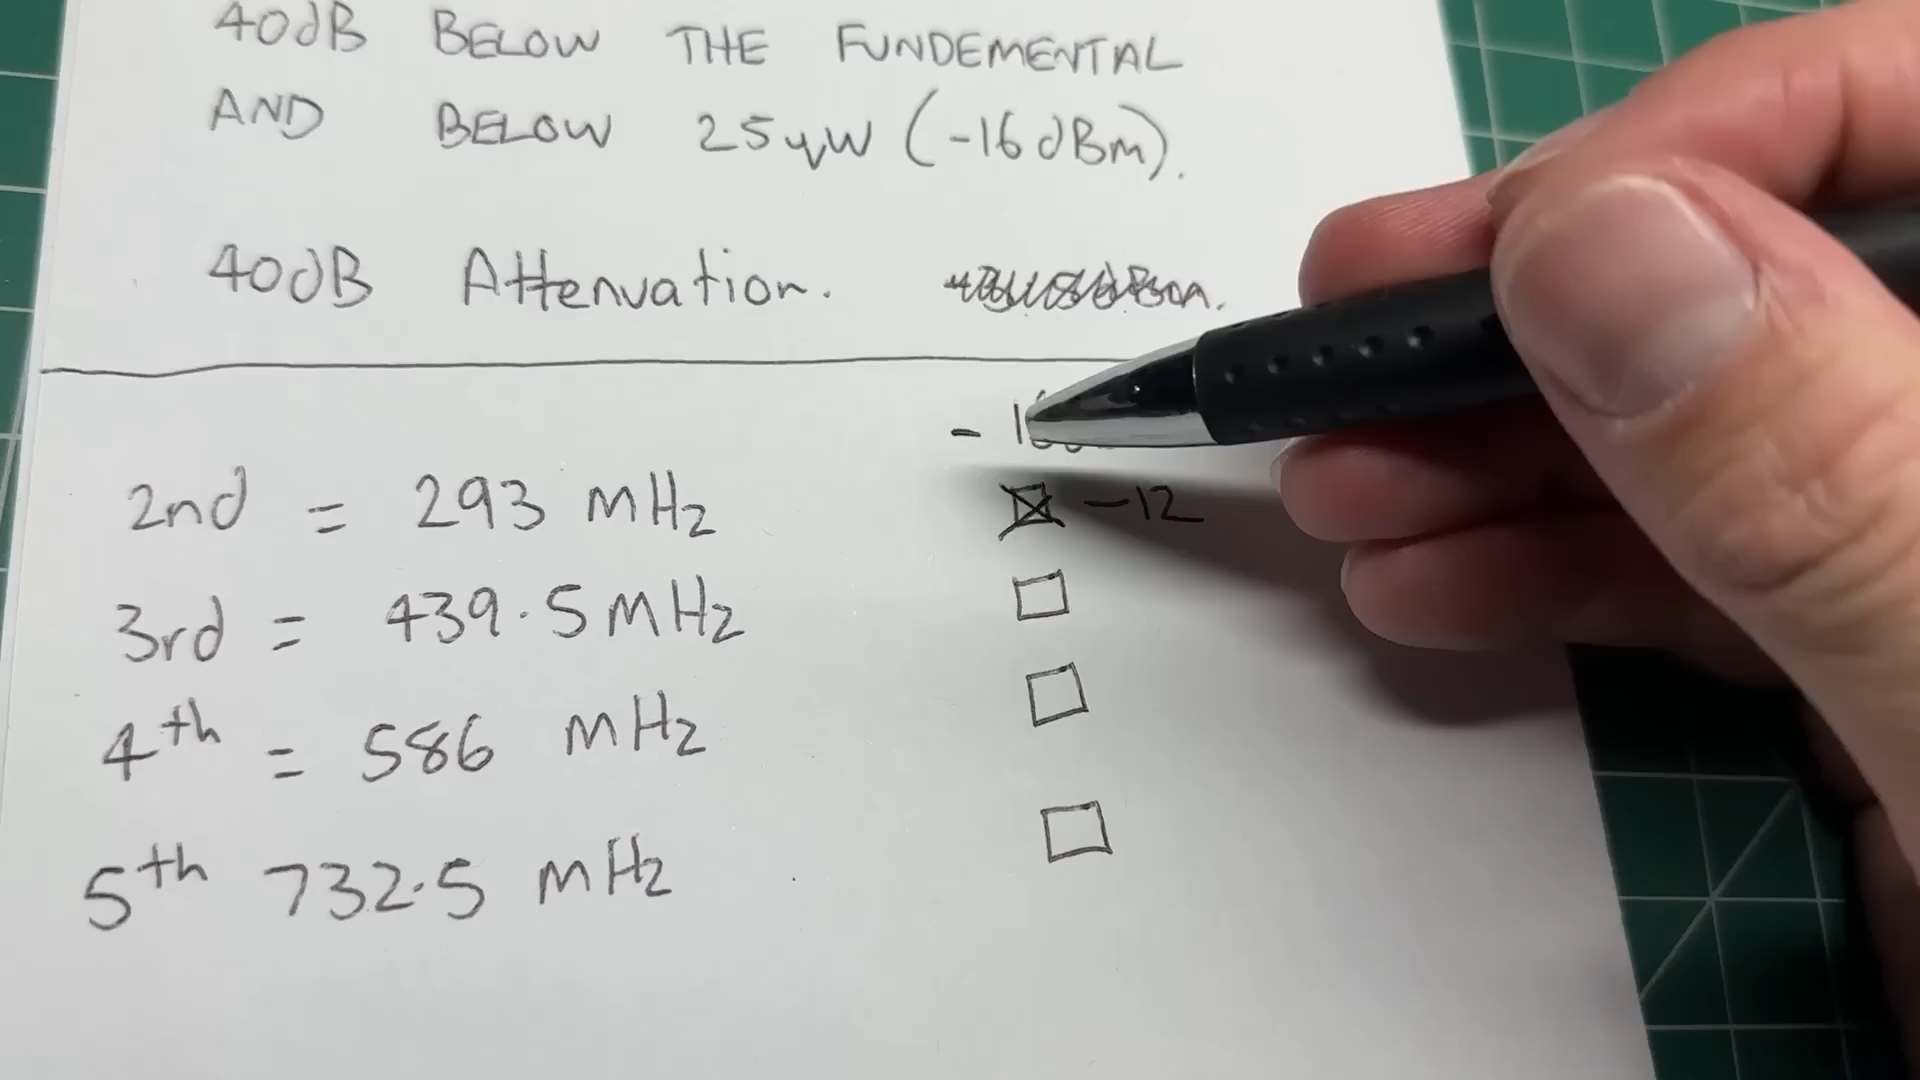 40dB BELOW THE FUNDEMENTAL
AND BELOW 25uW (-16dBm).
40dB Attenuation.
2nd = 293 mHz -12
3rd = 439.5 mHz
4th = 586 mHz
5th 732.5 mHz